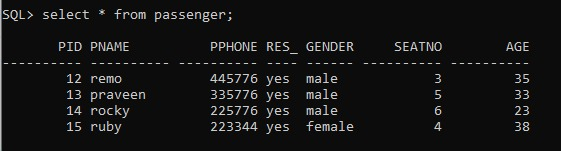 SQL> select * from passenger;
PID PNAME PPHONE RES_ GENDER SEATNO AGE
---------- ---------- ---------- ---- ------ ---------- ----------
12 remo 445776 yes male 3 35
13 praveen 335776 yes male 5 33
14 rocky 225776 yes male 6 23
15 ruby 223344 yes female 4 38